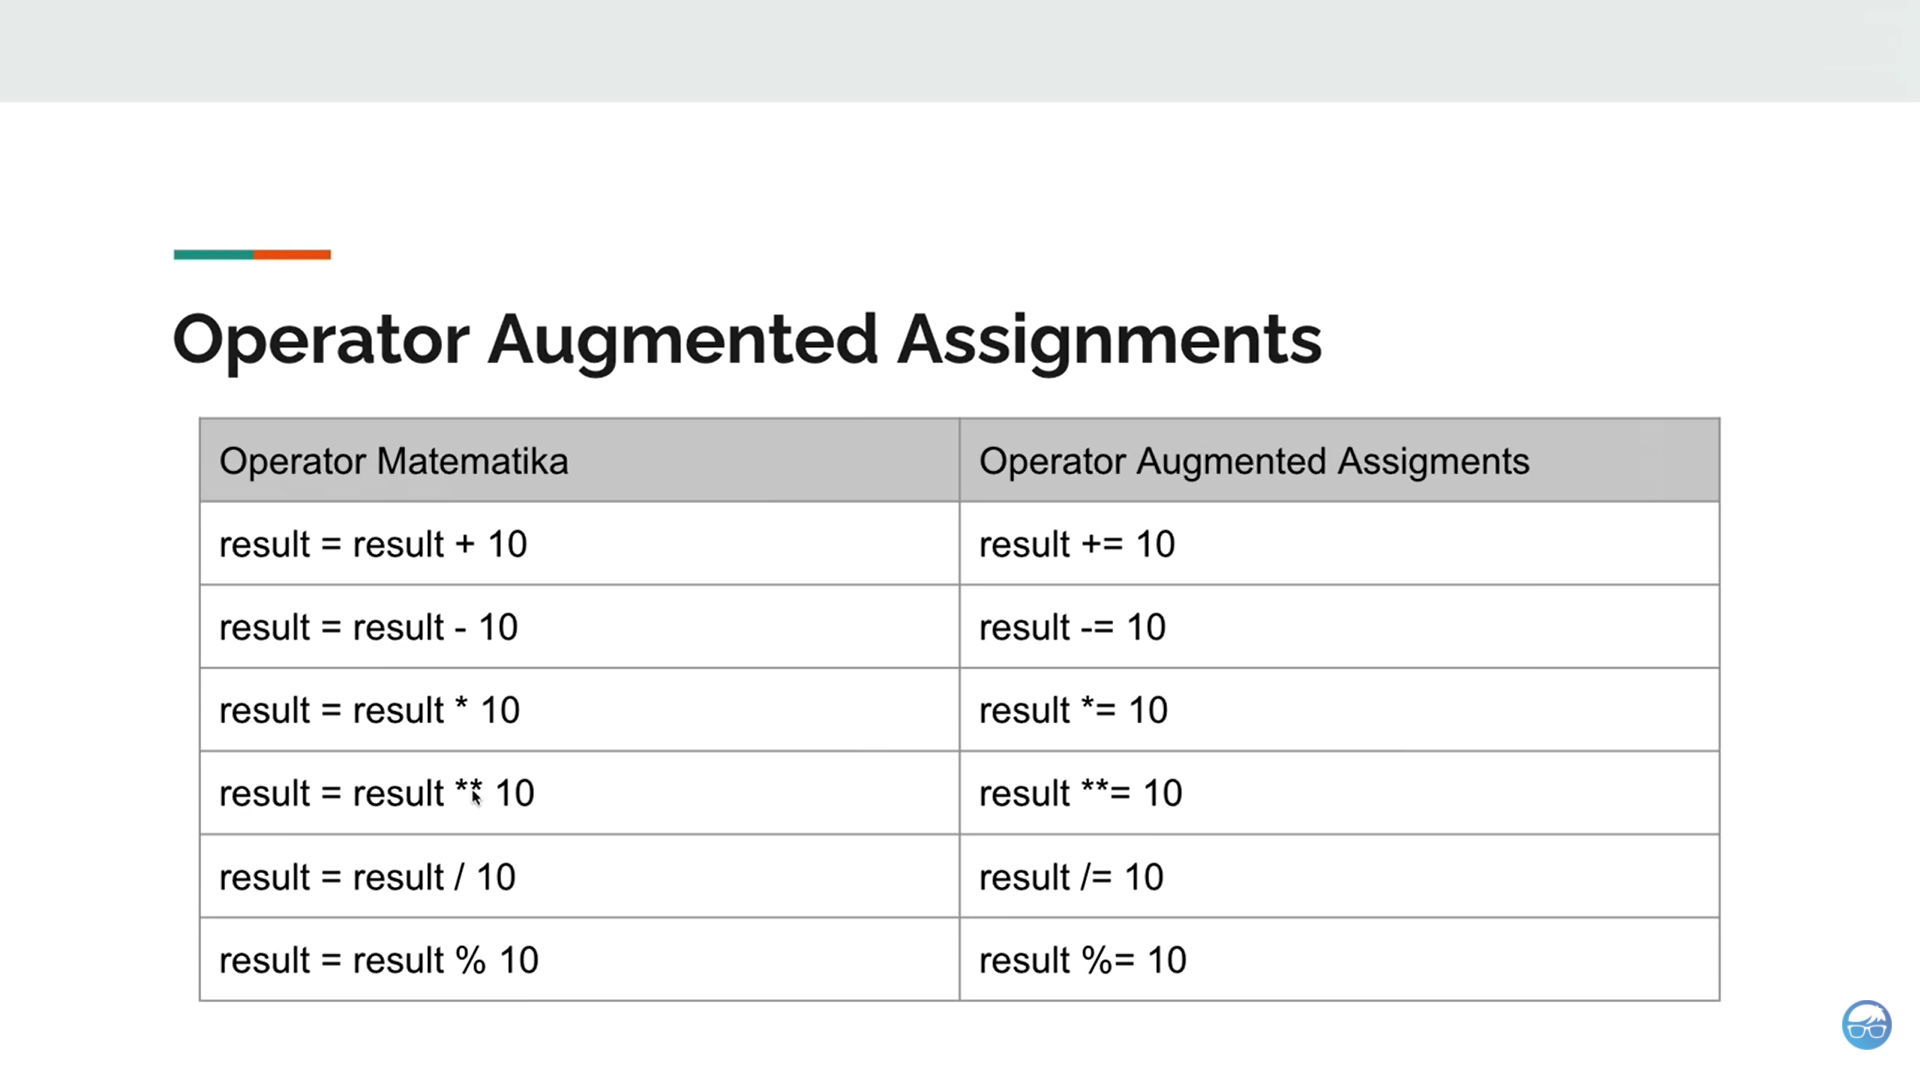 Operator Augmented Assignments
Operator Matematika
Operator Augmented Assigments
result = result + 10
result += 10
result = result - 10
result -= 10
result = result * 10
result *= 10
result = result ** 10
result **= 10
result = result / 10
result /= 10
result = result % 10
result %= 10